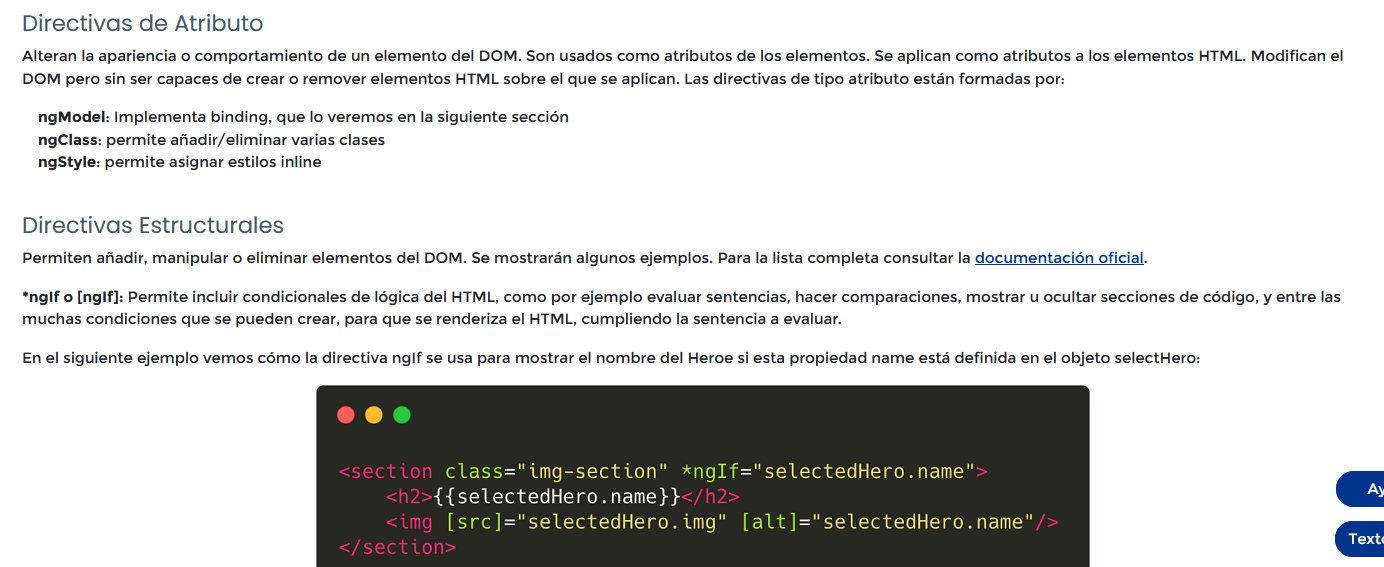 Directivas de Atributo
Alteran la apariencia o comportamiento de un elemento del DOM. Son usados como atributos de los elementos. Se aplican como atributos a los elementos HTML. Modifican el
DOM pero sin ser capaces de crear o remover elementos HTML sobre el que se aplican. Las directivas de tipo atributo están formadas por:
ngModel: Implementa binding, que lo veremos en la siguiente sección
ngClass: permite añadir/eliminar varias clases
ngStyle: permite asignar estilos inline
Directivas Estructurales
Permiten añadir, manipular o eliminar elementos del DOM. Se mostrarán algunos ejemplos. Para la lista completa consultar la documentación oficial.
*ngIf o [ngIf]: Permite incluir condicionales de lógica del HTML, como por ejemplo evaluar sentencias, hacer comparaciones, mostrar u ocultar secciones de código, y entre las
muchas condiciones que se pueden crear, para que se renderiza el HTML, cumpliendo la sentencia a evaluar.
En el siguiente ejemplo vemos cómo la directiva ngIf se usa para mostrar el nombre del Heroe si esta propiedad name está definida en el objeto selectHero:
<section class="img-section" *ngIf="selectedHero.name">
    <h2>{{selectedHero.name}}</h2>
    <img [src]="selectedHero.img" [alt]="selectedHero.name"/>
</section>
Ay
Texto